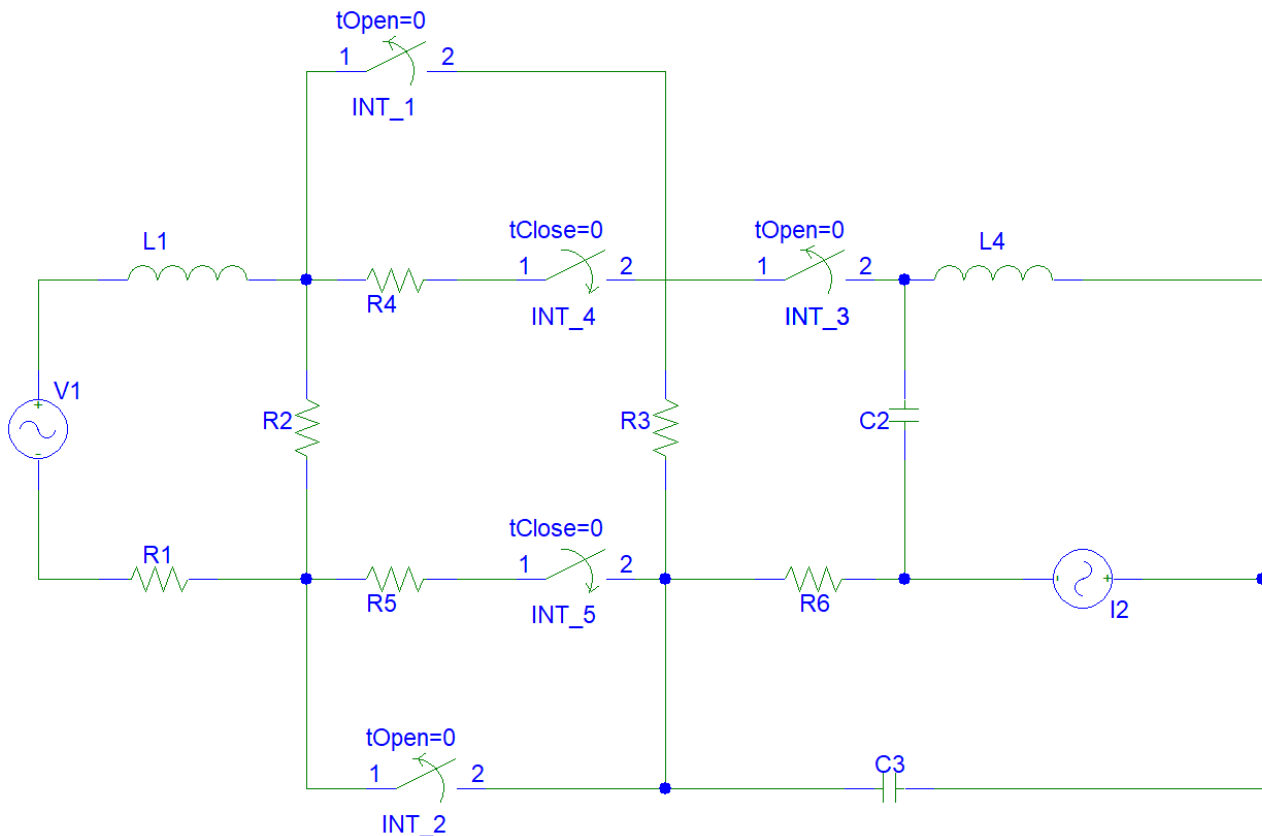 tOpen=0
1 2
INT_1
L1
tClose=0
tOpen=0
L4
1 2
1 2
R4
INT_4
INT_3
V1
+
-
R2
R3
C2
tClose=0
R1
1 2
- +
R5
R6
I2
INT_5
tOpen=0
1 2
C3
INT_2